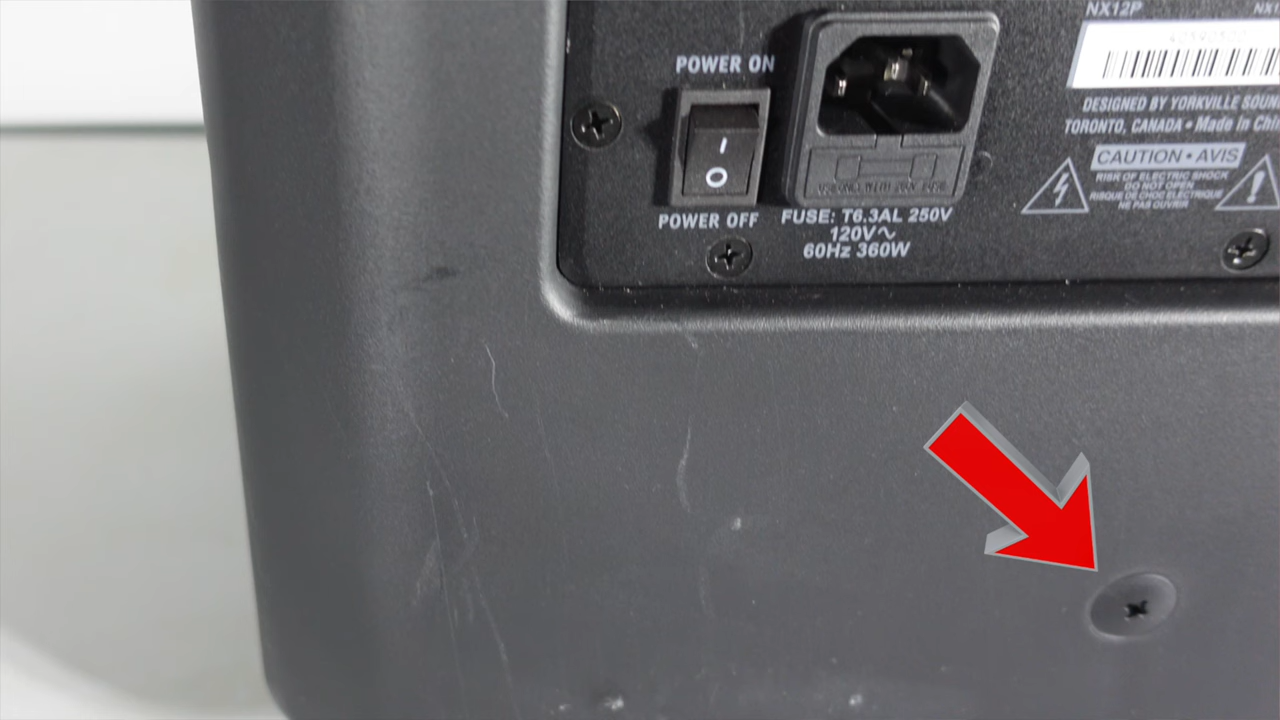 NX12P
POWER ON
I
O
POWER OFF
FUSE: T6.3AL 250V
120V∿
60Hz 360W
DESIGNED BY YORKVILLE SOUN
TORONTO, CANADA • Made in Chi
CAUTION • AVIS
RISK OF ELECTRIC SHOCK
DO NOT OPEN
RISQUE DE CHOC ELECTRIQUE
NE PAS OUVRIR